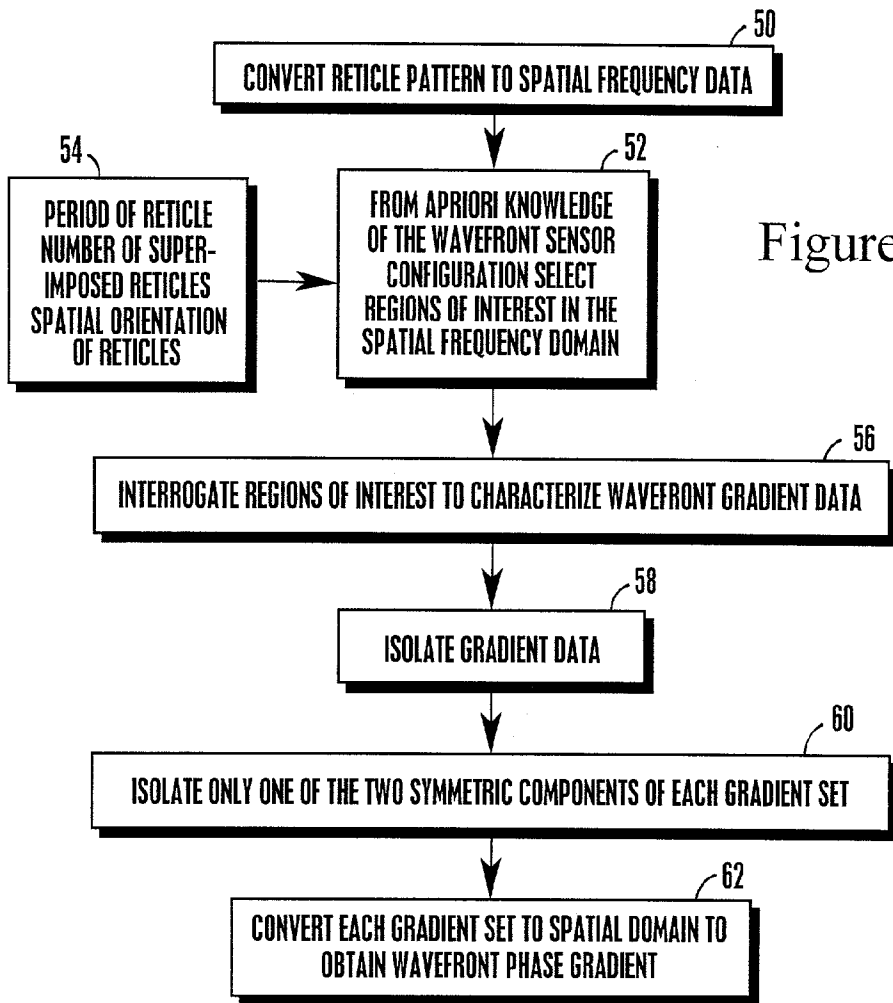 50
CONVERT RETICLE PATTERN TO SPATIAL FREQUENCY DATA
54
PERIOD OF RETICLE
NUMBER OF SUPER-
IMPOSED RETICLES
SPATIAL ORIENTATION
OF RETICLES
52
FROM APRIORI KNOWLEDGE
OF THE WAVEFRONT SENSOR
CONFIGURATION SELECT
REGIONS OF INTEREST IN THE
SPATIAL FREQUENCY DOMAIN
Figure
56
INTERROGATE REGIONS OF INTEREST TO CHARACTERIZE WAVEFRONT GRADIENT DATA
58
ISOLATE GRADIENT DATA
60
ISOLATE ONLY ONE OF THE TWO SYMMETRIC COMPONENTS OF EACH GRADIENT SET
62
CONVERT EACH GRADIENT SET TO SPATIAL DOMAIN TO
OBTAIN WAVEFRONT PHASE GRADIENT